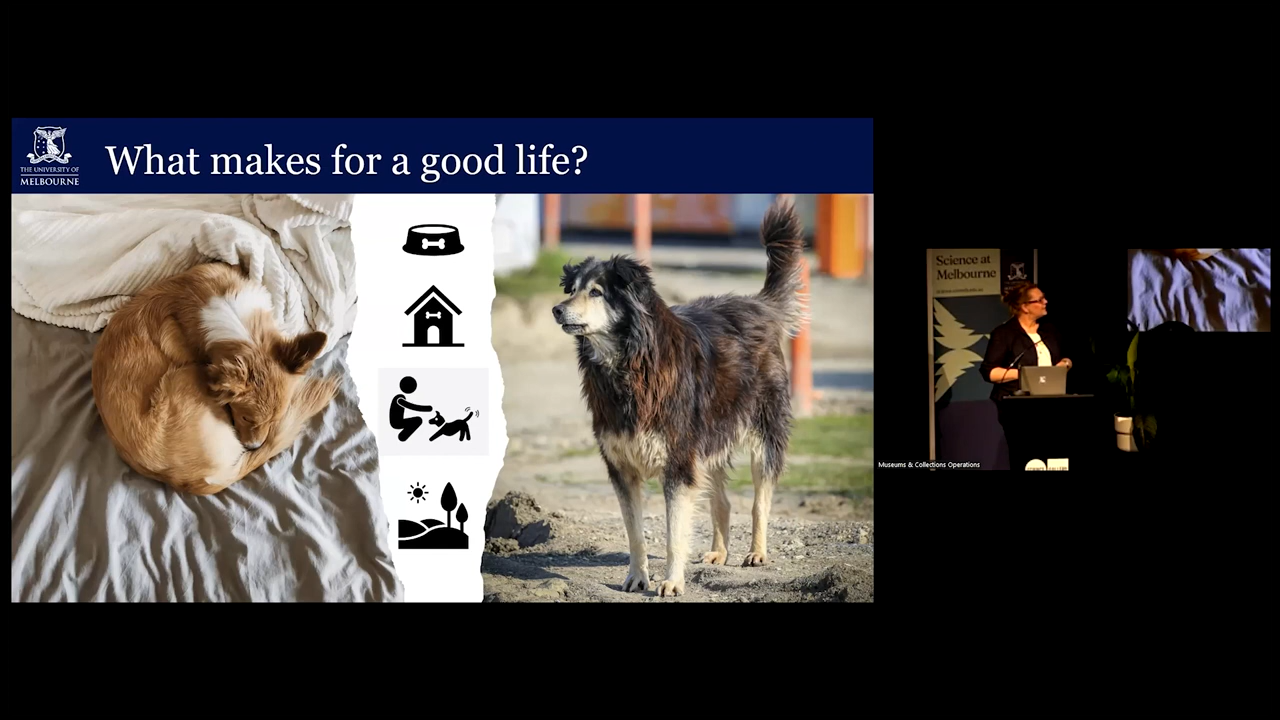 THE UNIVERSITY OF
MELBOURNE
What makes for a good life?
Science at
Melbourne
Museums & Collections Operations